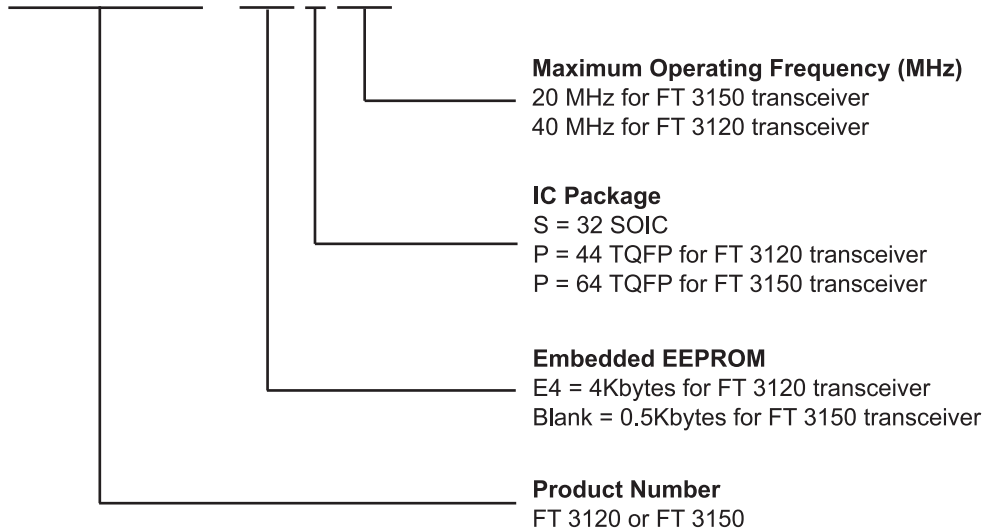 Maximum Operating Frequency (MHz)
20 MHz for FT 3150 transceiver
40 MHz for FT 3120 transceiver
IC Package
S = 32 SOIC
P = 44 TQFP for FT 3120 transceiver
P = 64 TQFP for FT 3150 transceiver
Embedded EEPROM
E4 = 4Kbytes for FT 3120 transceiver
Blank = 0.5Kbytes for FT 3150 transceiver
Product Number
FT 3120 or FT 3150